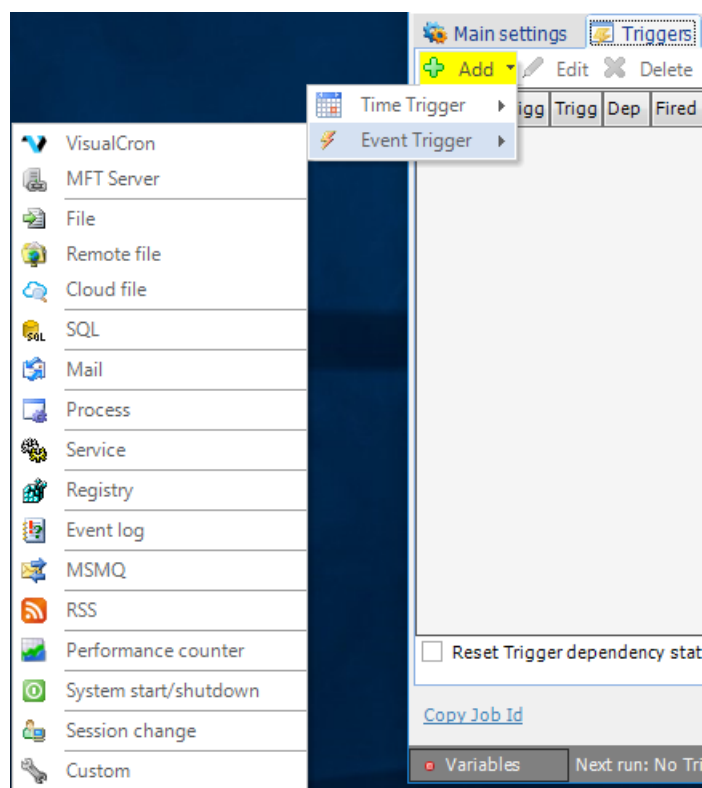 Main settings Triggers
Add Edit Delete
Time Trigger
igg Trigg Dep Fired
Event Trigger
VisualCron
MFT Server
File
Remote file
Cloud file
SQL
SQL
Mail
Process
Service
Registry
Event log
MSMQ
RSS
Performance counter
System start/shutdown
Session change
Custom
Reset Trigger dependency stat
Copy Job Id
Variables Next run: No Tri